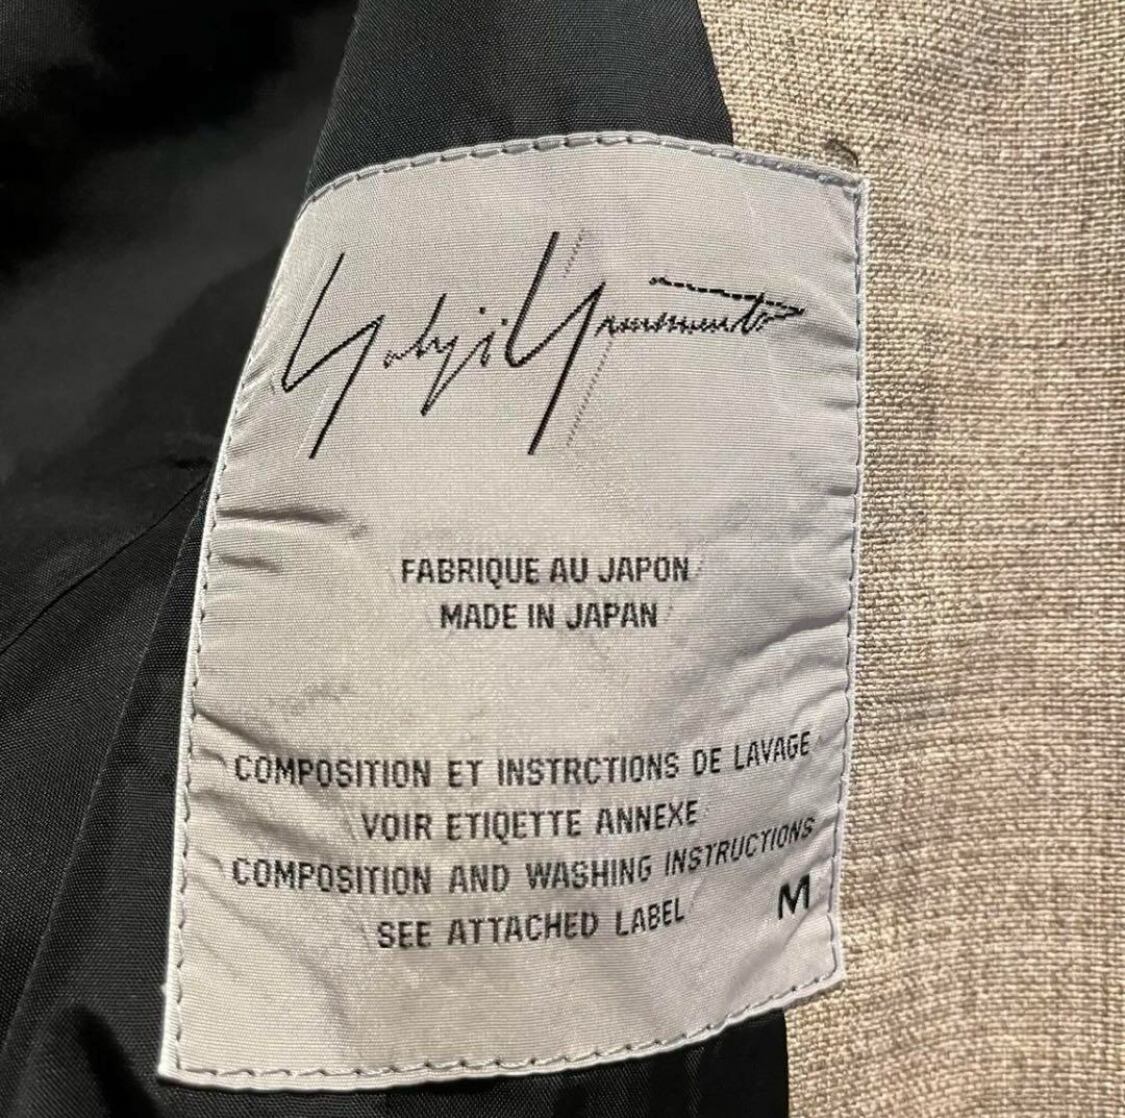 Yohji Yamamoto
FABRIQUE AU JAPON
MADE IN JAPAN
COMPOSITION ET INSTRCTIONS DE LAVAGE
VOIR ETIQETTE ANNEXE
COMPOSITION AND WASHING INSTRUCTIONS
SEE ATTACHED LABEL
M